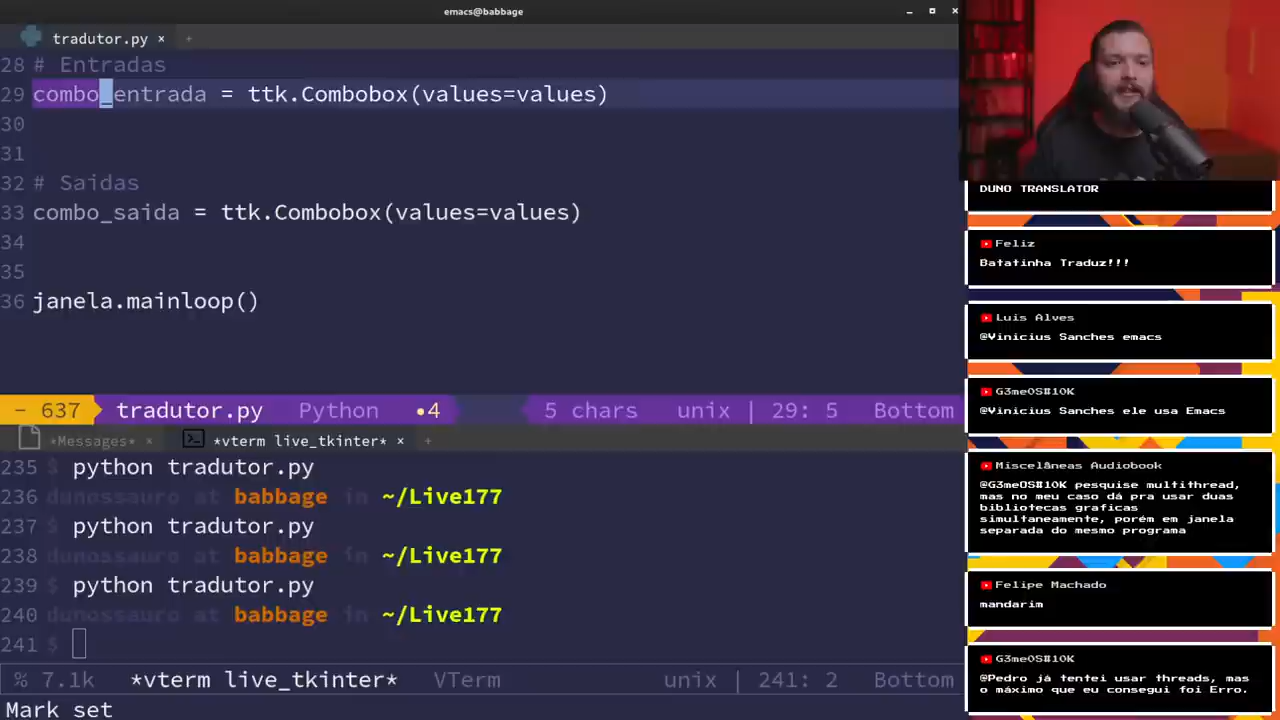 emacs@babbage
tradutor.py × +
28 # Entradas
29 combo_entrada = ttk.Combobox(values=values)
30
31
32 # Saidas
33 combo_saida = ttk.Combobox(values=values)
34
35
36 janela.mainloop()
- 637 tradutor.py Python •4 5 chars unix | 29: 5 Bottom
*Messages* × *vterm live_tkinter* × +
235 $ python tradutor.py
236 dunossauro at babbage in ~/Live177
237 $ python tradutor.py
238 dunossauro at babbage in ~/Live177
239 $ python tradutor.py
240 dunossauro at babbage in ~/Live177
241 $
% 7.1k *vterm live_tkinter* VTerm unix | 241: 2 Bottom
Mark set
DUNO TRANSLATOR
Feliz
Batatinha Traduz!!!
Luis Alves
@Vinicius Sanches emacs
G3me0S#10K
@Vinicius Sanches ele usa Emacs
Miscelâneas Audiobook
@G3me0S#10K pesquise multithread,
mas no meu caso dá pra usar duas
bibliotecas graficas
simultaneamente, porém em janela
separada do mesmo programa
Felipe Machado
mandarim
G3me0S#10K
@Pedro já tentei usar threads, mas
o máximo que eu consegui foi Erro.